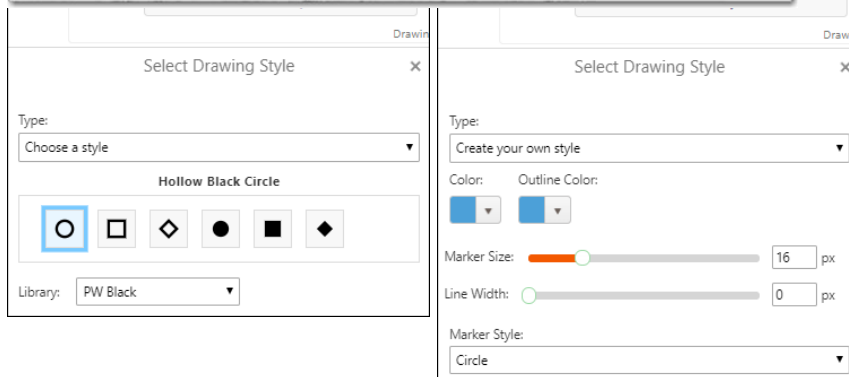 Drawin
Select Drawing Style ×
Type:
Choose a style
Hollow Black Circle
Library: PW Black
Draw
Select Drawing Style ×
Type:
Create your own style
Color: Outline Color:
Marker Size: 16 px
Line Width: 0 px
Marker Style:
Circle